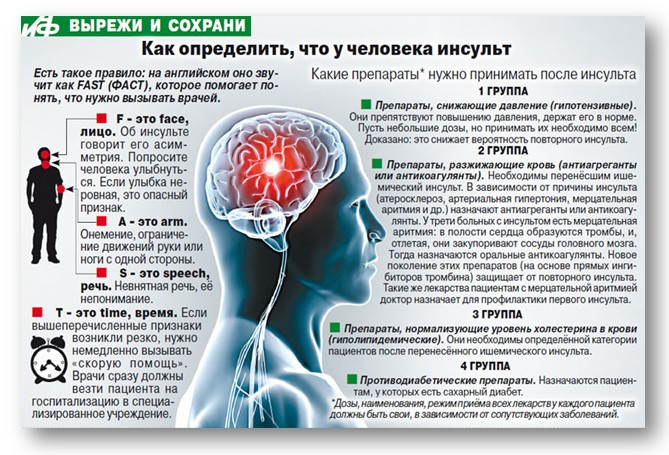 АиФ ВЫРЕЖИ И СОХРАНИ
Как определить, что у человека инсульт
Есть такое правило: на английском оно зву-
чит как FAST (ФАСТ), которое помогает по-
нять, что нужно вызывать врачей.
F - это face,
лицо. Об инсульте
говорит его асим-
метрия. Попросите
человека улыбнуть-
ся. Если улыбка не-
ровная, это опасный
признак.
А - это arm.
Онемение, ограниче-
ние движений руки или
ноги с одной стороны.
S - это speech,
речь. Невнятная речь, её
непонимание.
Т - это time, время. Если
вышеперечисленные признаки
возникли резко, нужно
немедленно вызывать
«скорую помощь».
Врачи сразу должны
везти пациента на
госпитализацию в специа-
лизированное учреждение.
Какие препараты* нужно принимать после инсульта
1 ГРУППА
Препараты, снижающие давление (гипотензивные).
Они препятствуют повышению давления, держат его в норме.
Пусть небольшие дозы, но принимать их необходимо всем!
Доказано: это снижает вероятность повторного инсульта.
2 ГРУППА
Препараты, разжижающие кровь (антиагреганты
или антикоагулянты). Необходимы перенёсшим ише-
мический инсульт. В зависимости от причины инсульта
(атеросклероз, артериальная гипертония, мерцательная
аритмия и др.) назначают антиагреганты или антикоагу-
лянты. У трети больных с инсультом есть мерцательная
аритмия: в полости сердца образуются тромбы, и,
отлетая, они закупоривают сосуды головного мозга.
Тогда назначаются оральные антикоагулянты. Новое
поколение этих препаратов (на основе прямых инги-
биторов тромбина) защищает от повторного инсульта.
Такие же лекарства пациентам с мерцательной аритмией
доктор назначает для профилактики первого инсульта.
3 ГРУППА
Препараты, нормализующие уровень холестерина в крови
(гиполипидемические). Они необходимы определённой категории
пациентов после перенесённого ишемического инсульта.
4 ГРУППА
Противодиабетические препараты. Назначаются пациен-
там, у которых есть сахарный диабет.
*Дозы, наименования, режим приёма всех лекарств у каждого пациента
должны быть свои, в зависимости от сопутствующих заболеваний.